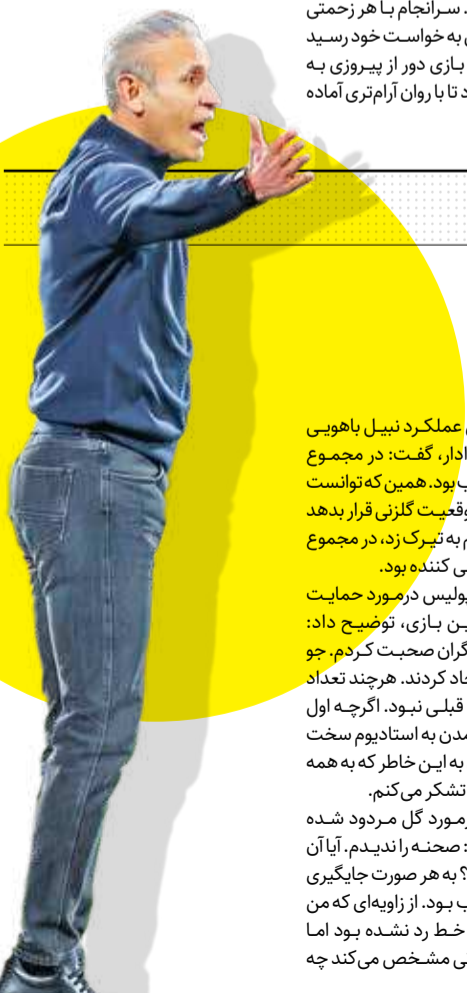 . سرانجام با هر زحمتی
به خواست خود رسید
بازی دور از پیروزی به
د تا با روان آرام‌تری آماده
عملکرد نبیل باهویی
ادار، گفت: در مجموع
ب بود. همین که توانست
وقعیت گلزنی قرار بدهد
م به تیرک زد، در مجموع
ی کننده بود.
پولیس درمورد حمایت
ین بازی، توضیح داد:
گران صحبت کردم. جو
جاد کردند. هرچند تعداد
قبلی نبود. اگرچه اول
مدن به استادیوم سخت
به این خاطر که به همه
تشکر می‌کنم.
رمورد گل مردود شده
: صحنه را ندیدم. آیا آن
؟ به هر صورت جایگیری
ب بود. از زاویه‌ای که من
خط رد نشده بود اما
ی مشخص می‌کند چه